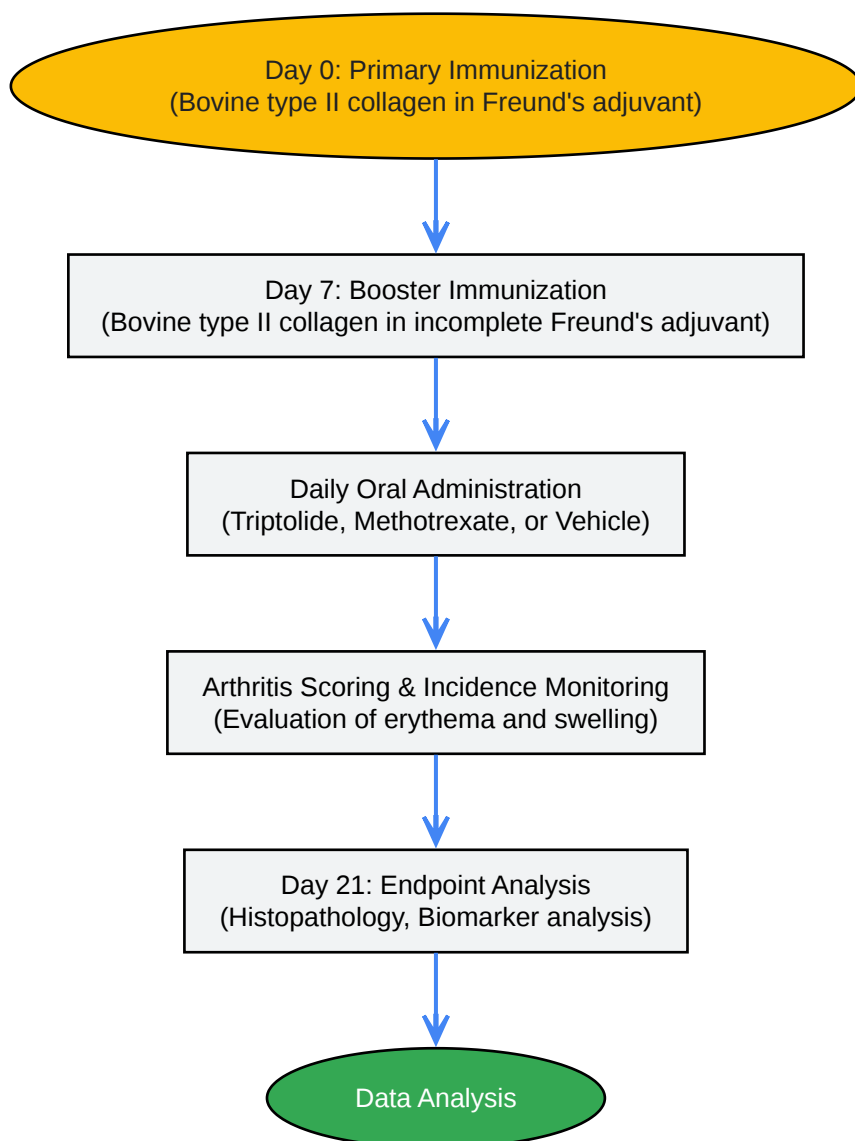 Day 0: Primary Immunization
(Bovine type II collagen in Freund's adjuvant)
Day 7: Booster Immunization
(Bovine type II collagen in incomplete Freund's adjuvant)
Daily Oral Administration
(Triptolide, Methotrexate, or Vehicle)
Arthritis Scoring & Incidence Monitoring
(Evaluation of erythema and swelling)
Day 21: Endpoint Analysis
(Histopathology, Biomarker analysis)
Data Analysis